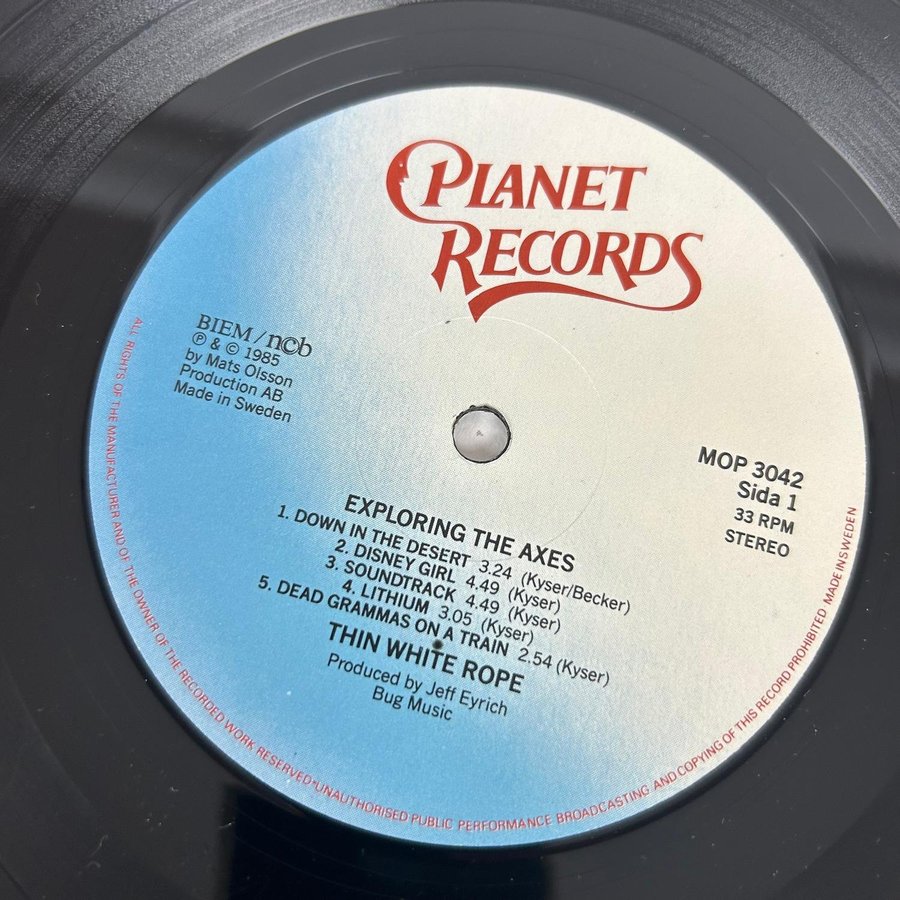 PLANET
RECORDS
BIEM/ncb
℗ & © 1985
by Mats Olsson
Production AB
Made in Sweden
MOP 3042
Sida 1
33 RPM
STEREO
EXPLORING THE AXES
1. DOWN IN THE DESERT 3.24 (Kyser/Becker)
2. DISNEY GIRL 4.49 (Kyser)
3. SOUNDTRACK 4.49 (Kyser)
4. LITHIUM 3.05 (Kyser)
5. DEAD GRAMMAS ON A TRAIN 2.54 (Kyser)
THIN WHITE ROPE
Produced by Jeff Eyrich
Bug Music
ALL RIGHTS OF THE MANUFACTURER AND OF THE OWNER OF THE RECORDED WORK RESERVED•UNAUTHORISED PUBLIC PERFORMANCE BROADCASTING AND COPYING OF THIS RECORD PROHIBITED MADE IN SWEDEN